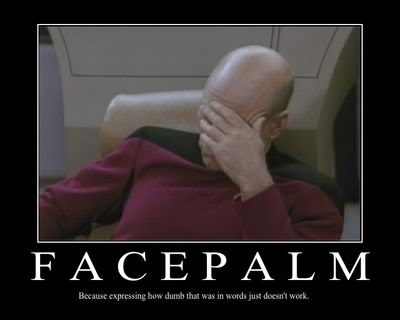 FACEPALM
Because expressing how dumb that was in words just doesn't work.